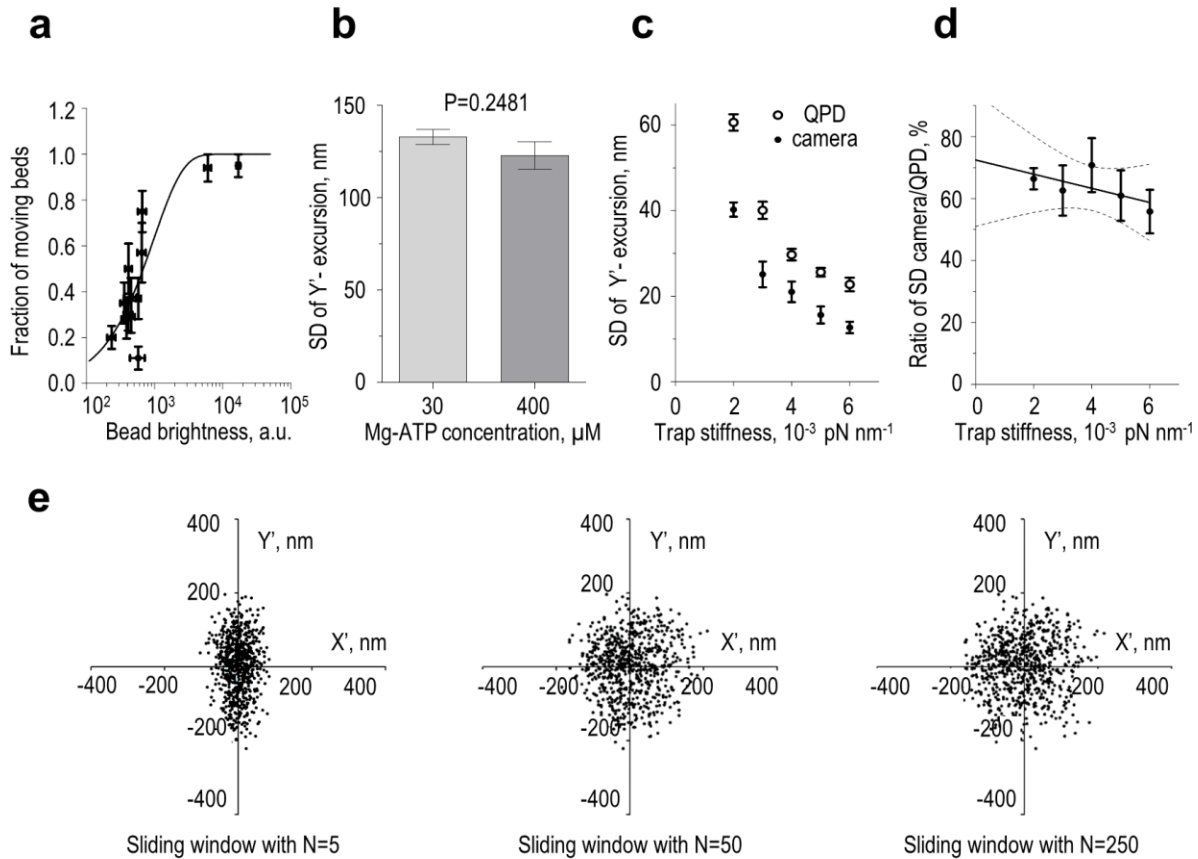 a
b
c
d
1.2
1.0
0.8
0.6
0.4
0.2
0.0
Fraction of moving beds
10² 10³ 10⁴ 10⁵
Bead brightness, a.u.
150
100
50
0
SD of Y'- excursion, nm
P=0.2481
30 400
Mg-ATP concentration, µM
60
40
20
0
SD of Y'- excursion, nm
QPD
camera
0 2 4 6
Trap stiffness, 10⁻³ pN nm⁻¹
80
60
40
20
0
Ratio of SD camera/QPD, %
0 2 4 6
Trap stiffness, 10⁻³ pN nm⁻¹
e
400
Y', nm
200
X', nm
-400 -200 200 400
-200
-400
Sliding window with N=5
400
Y', nm
200
X', nm
-400 -200 200 400
-200
-400
Sliding window with N=50
400
Y', nm
200
X', nm
-400 -200 200 400
-200
-400
Sliding window with N=250